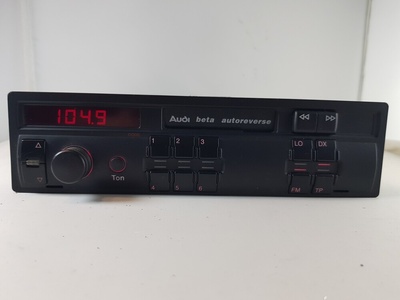 104.9
Audi beta autoreverse
1 2 3
LO DX
Ton
4 5 6
FM TP